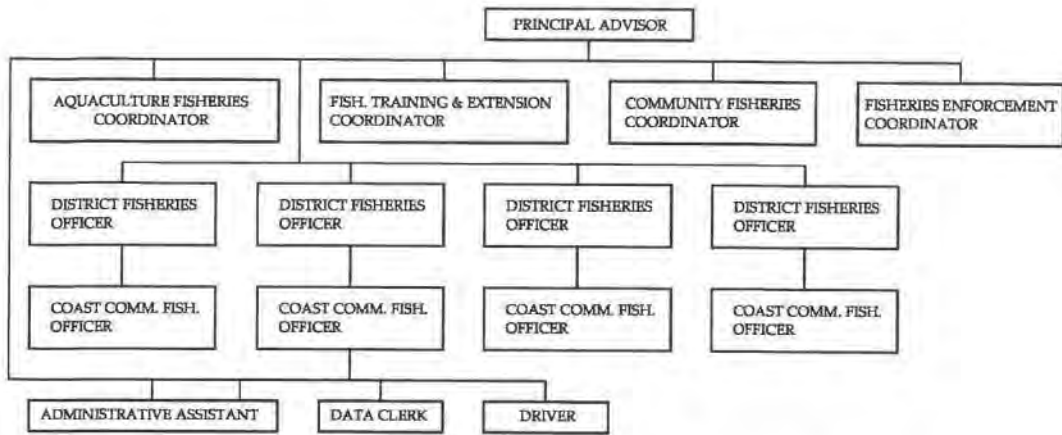 PRINCIPAL ADVISOR
AQUACULTURE FISHERIES
COORDINATOR
FISH. TRAINING & EXTENSION
COORDINATOR
COMMUNITY FISHERIES
COORDINATOR
FISHERIES ENFORCEMENT
COORDINATOR
DISTRICT FISHERIES
OFFICER
DISTRICT FISHERIES
OFFICER
DISTRICT FISHERIES
OFFICER
DISTRICT FISHERIES
OFFICER
COAST COMM. FISH.
OFFICER
COAST COMM. FISH.
OFFICER
COAST COMM. FISH.
OFFICER
COAST COMM. FISH.
OFFICER
ADMINISTRATIVE ASSISTANT
DATA CLERK
DRIVER